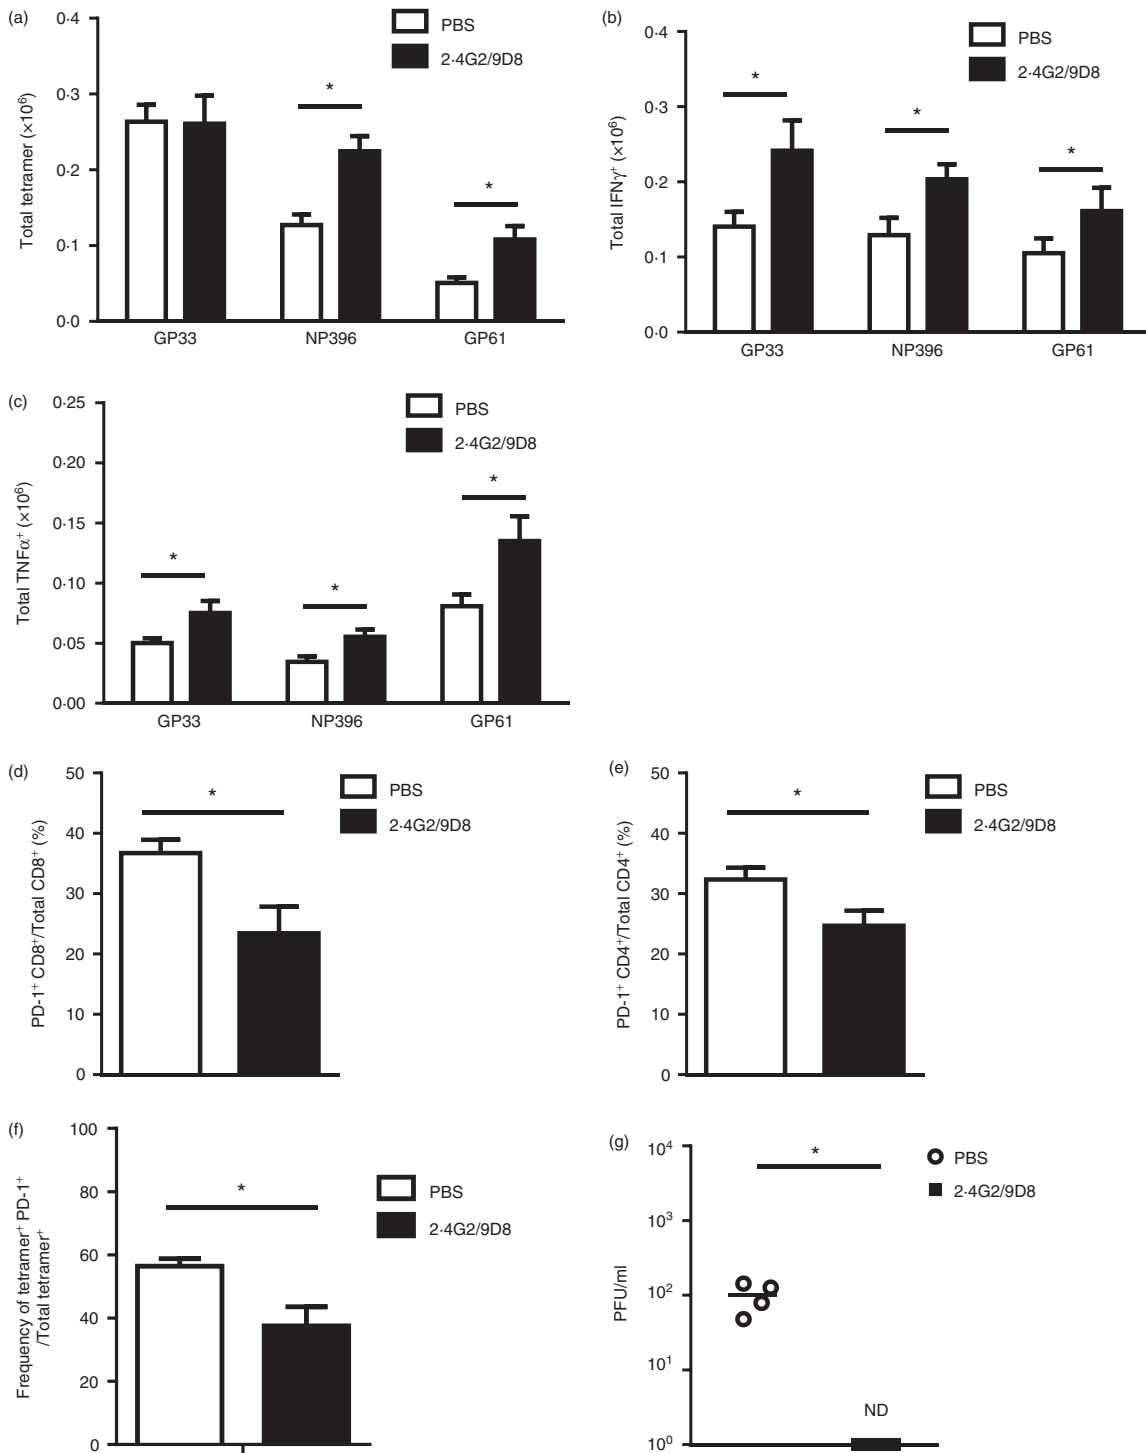 (a)
0·4
0·3
0·2
0·1
0·0
Total tetramer (×10⁶)
PBS
2·4G2/9D8
*
*
GP33 NP396 GP61
(b)
0·4
0·3
0·2
0·1
0·0
Total IFNγ⁺ (×10⁶)
PBS
2·4G2/9D8
*
*
*
GP33 NP396 GP61
(c)
0·25
0·20
0·15
0·10
0·05
0·00
Total TNFα⁺ (×10⁶)
PBS
2·4G2/9D8
*
*
*
GP33 NP396 GP61
(d)
50
40
30
20
10
0
PD-1⁺ CD8⁺/Total CD8⁺ (%)
*
PBS
2·4G2/9D8
(e)
50
40
30
20
10
0
PD-1⁺ CD4⁺/Total CD4⁺ (%)
*
PBS
2·4G2/9D8
(f)
100
80
60
40
20
0
Frequency of tetramer⁺ PD-1⁺
/Total tetramer⁺
*
PBS
2·4G2/9D8
(g)
10⁴
10³
10²
10¹
10⁰
PFU/ml
*
PBS
2·4G2/9D8
ND